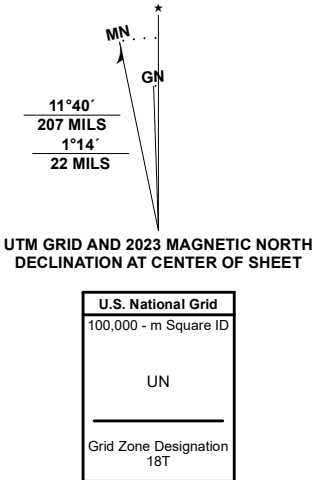 MN
GN
11°40´
207 MILS
1°14´
22 MILS
UTM GRID AND 2023 MAGNETIC NORTH
DECLINATION AT CENTER OF SHEET
U.S. National Grid
100,000 - m Square ID
UN
Grid Zone Designation
18T